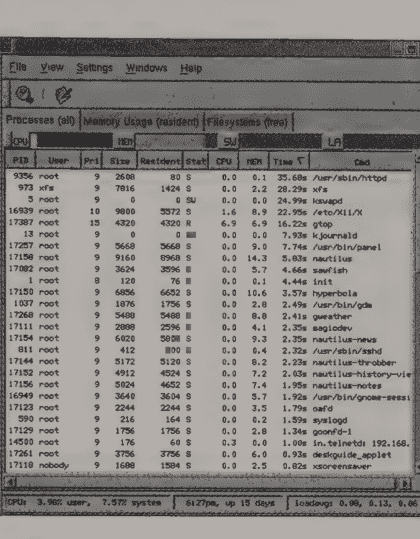 File View Settings Windows Help
Processes (all) Memory Usage (resident) Filesystems (free)
CPU MEM SW LA
PID User Pri Size Resident Stat CPU MEM Time Cmd
9356 root 9 2608 80 S 0.0 0.1 35.68s /usr/sbin/httpd
973 xfs 9 7816 1424 S 0.0 2.2 28.29s xfs
5 root 9 0 0 SW 0.0 0.0 24.99s kswapd
16939 root 10 9800 5572 S 1.6 8.9 22.95s /etc/X11/X
17387 root 15 4320 4320 R 6.9 6.9 16.22s gtop
13 root 9 0 0 0.0 0.0 7.93s kjournald
17257 root 9 5668 5668 S 0.0 9.0 7.74s /usr/bin/panel
17158 root 9 9160 8968 S 0.0 14.3 5.83s nautilus
17082 root 9 3624 3596 0.0 5.7 4.66s sawfish
1 root 8 120 76 0.0 0.1 4.44s init
17150 root 9 6856 6652 S 0.0 10.6 3.57s hyperbola
1037 root 9 1876 1756 S 0.0 2.8 2.49s /usr/bin/gdm
17268 root 9 5488 5488 0.0 8.8 2.41s gweather
17111 root 9 2888 2596 0.0 4.1 2.35s magicdev
17154 root 9 6020 S 0.0 9.3 2.35s nautilus-news
811 root 9 412 S 0.0 0.4 2.32s /usr/sbin/sshd
17144 root 9 5172 5120 S 0.0 8.2 2.23s nautilus-throbber
17152 root 9 4912 4524 S 0.0 7.2 2.03s nautilus-history-vie
17156 root 9 5024 4652 S 0.0 7.4 1.95s nautilus-notes
16949 root 9 3640 3604 S 0.0 5.7 1.92s /usr/bin/gnome-sessi
17123 root 9 2244 2244 S 0.0 3.5 1.79s oafd
590 root 9 216 164 S 0.0 0.2 1.59s syslogd
17129 root 9 1756 1756 S 0.0 2.8 1.34s gconfd-1
14500 root 9 176 60 S 0.3 0.0 1.00s in.telnetd: 192.168.
17261 root 9 3756 3756 S 0.0 6.0 0.93s deskguide_applet
17118 nobody 9 1688 1584 S 0.0 2.5 0.82s xscreensaver
CPU: 3.96% user, 7.57% system 6:27pm, up 15 days loadavg: 0.08, 0.13, 0.06